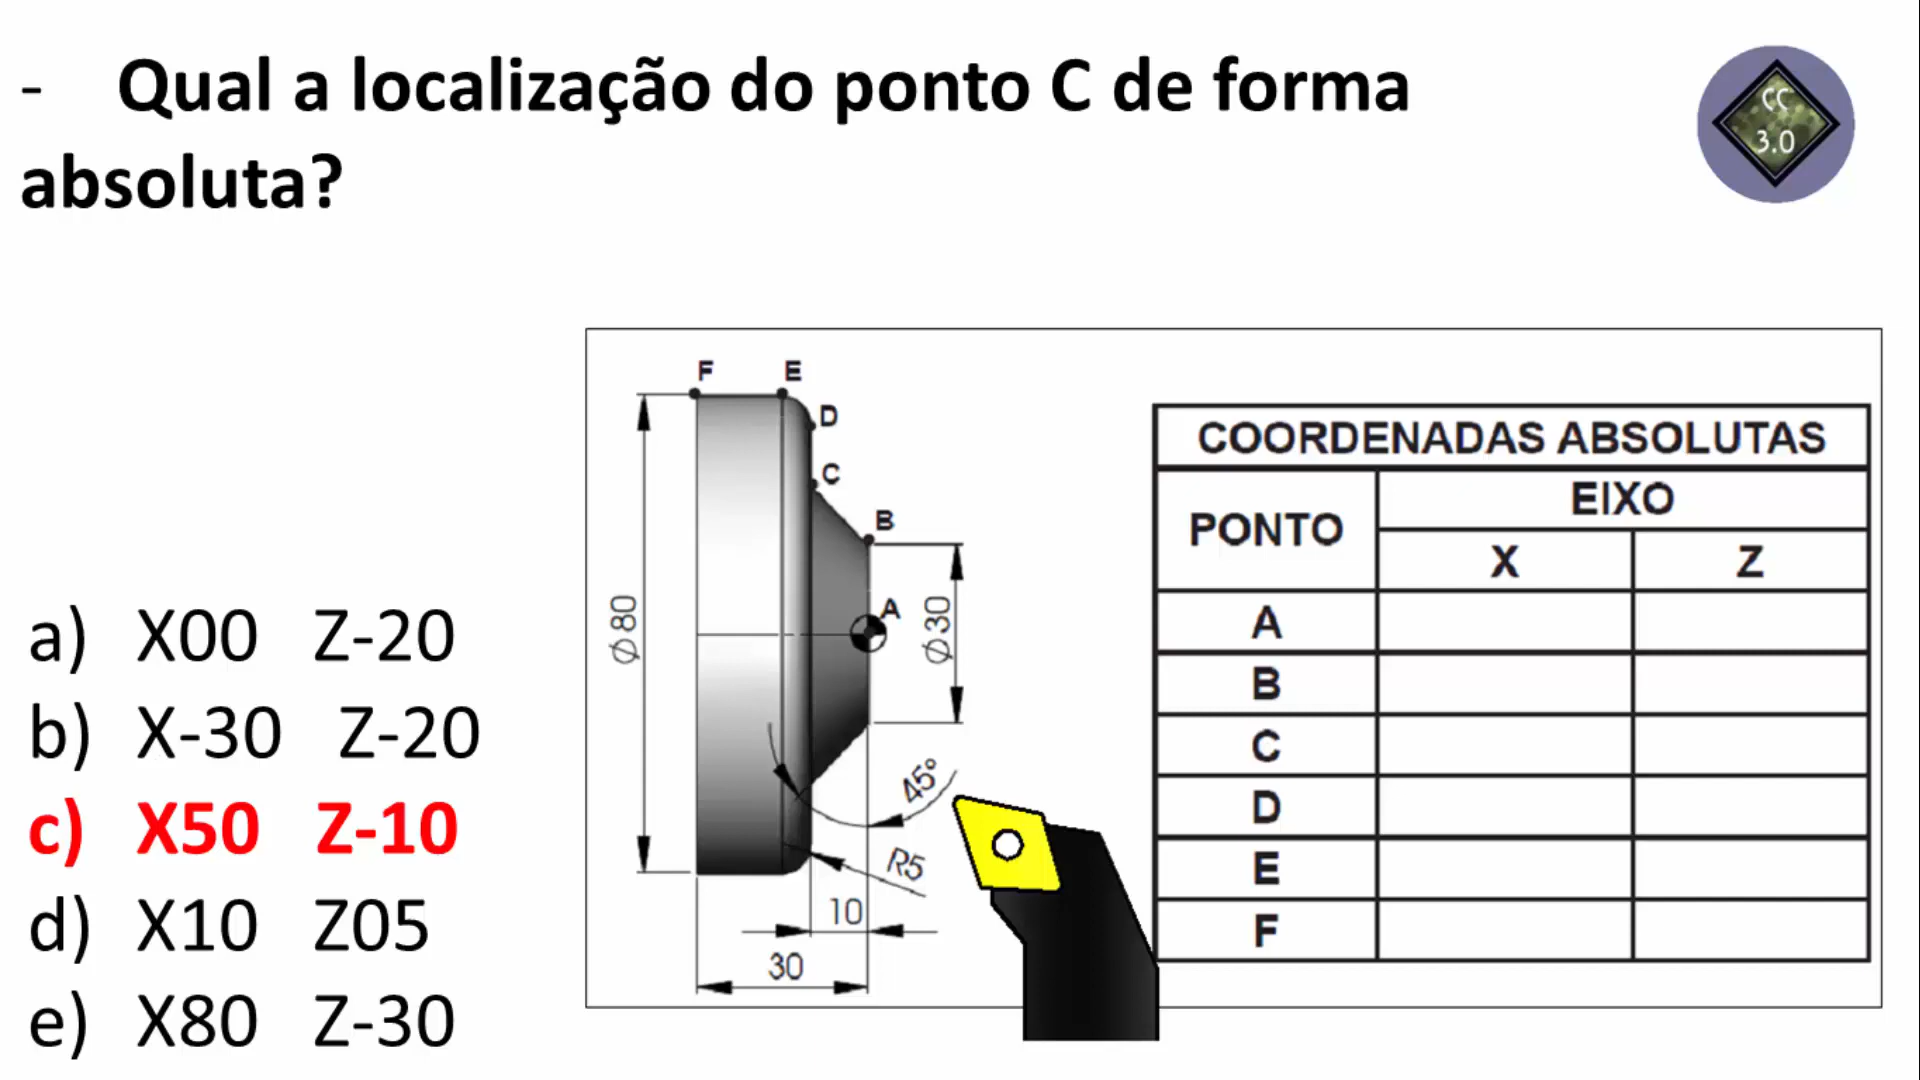 - Qual a localização do ponto C de forma
absoluta?
CC
3.0
a) X00 Z-20
b) X-30 Z-20
c) X50 Z-10
d) X10 Z05
e) X80 Z-30
F E
D
C
B
A
Ø80
Ø30
45°
R5
10
30
COORDENADAS ABSOLUTAS
PONTO EIXO
X Z
A
B
C
D
E
F